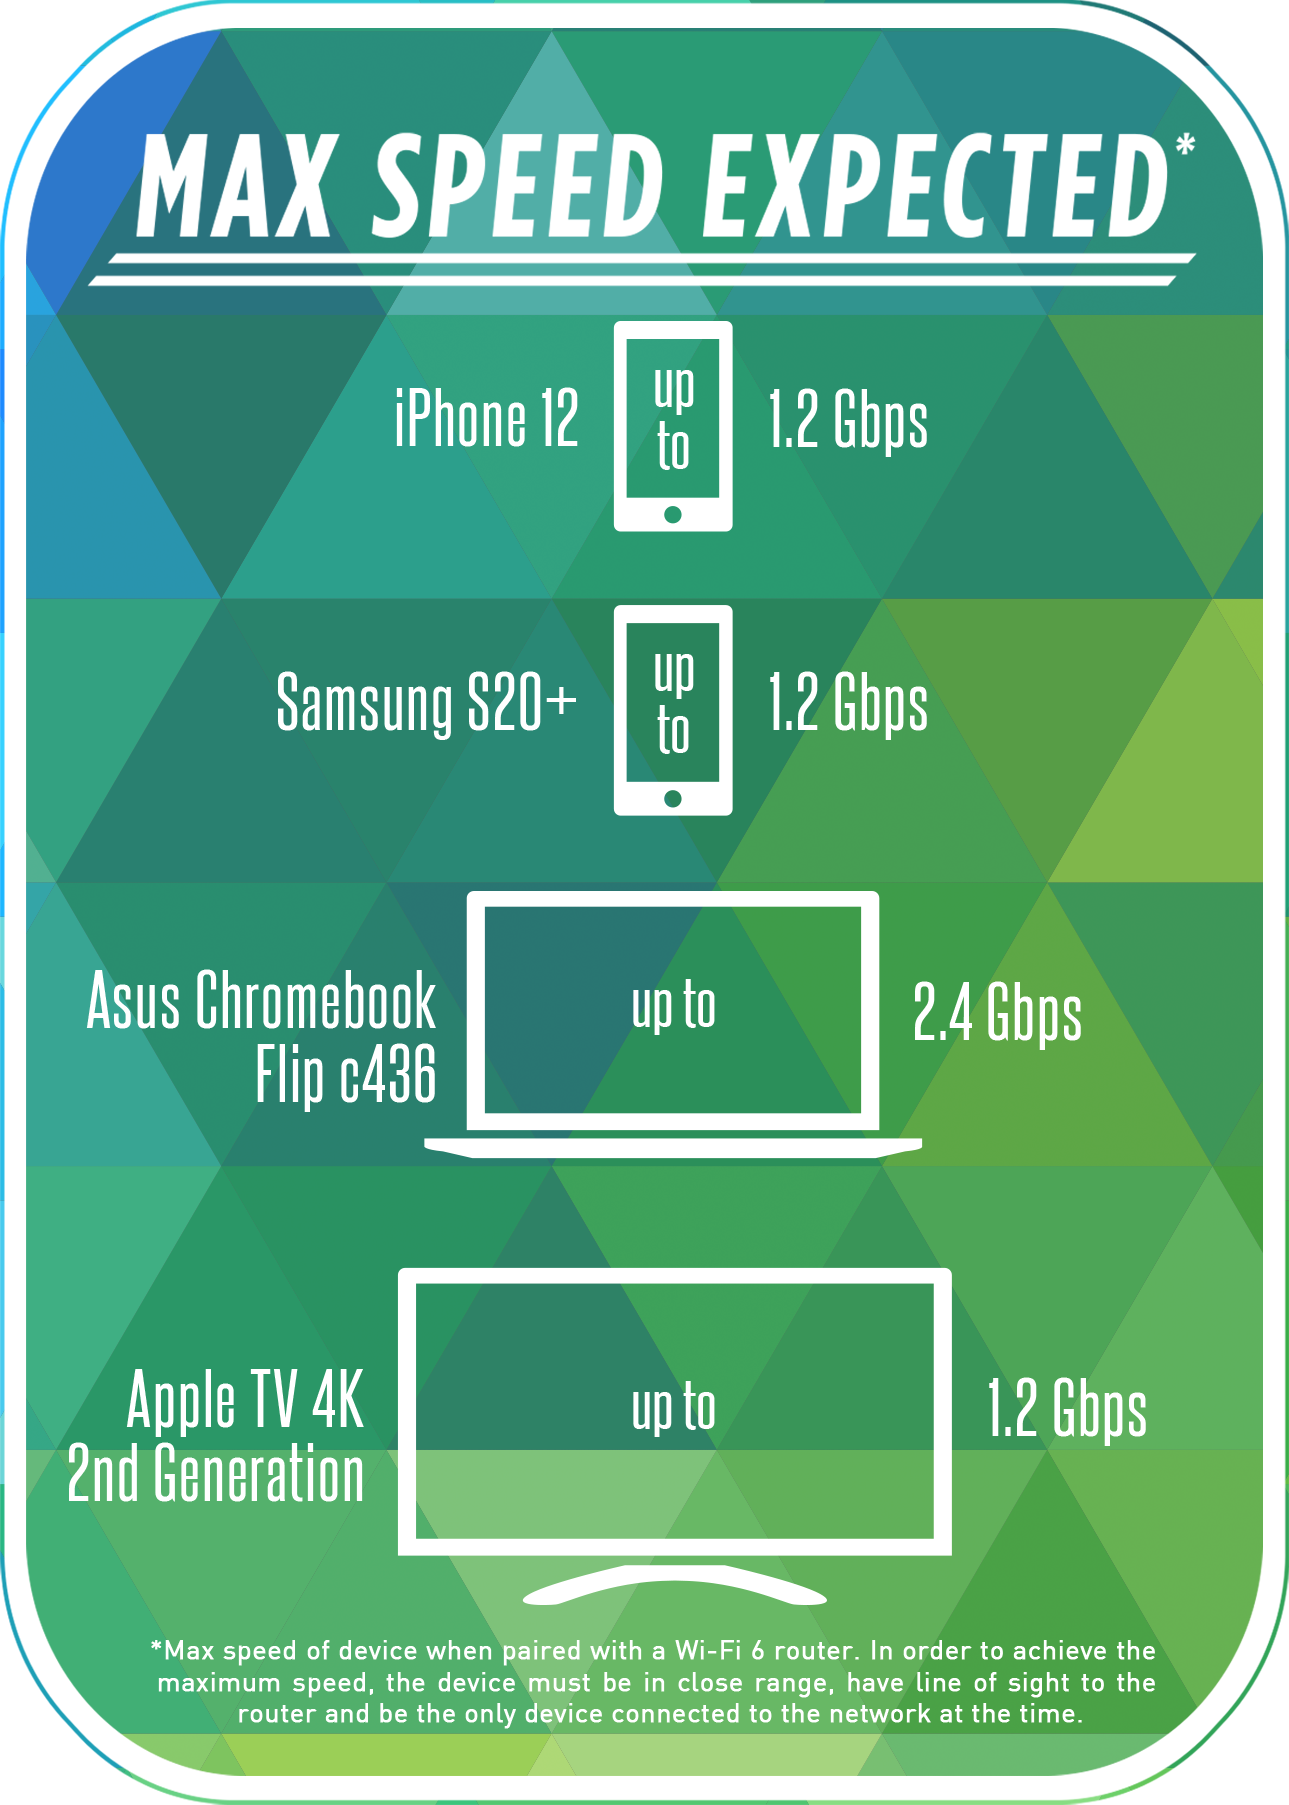 MAX SPEED EXPECTED*
iPhone 12
up
to
1.2 Gbps
Samsung S20+
up
to
1.2 Gbps
Asus Chromebook
Flip c436
up to
2.4 Gbps
Apple TV 4K
2nd Generation
up to
1.2 Gbps
*Max speed of device when paired with a Wi-Fi 6 router. In order to achieve the
maximum speed, the device must be in close range, have line of sight to the
router and be the only device connected to the network at the time.